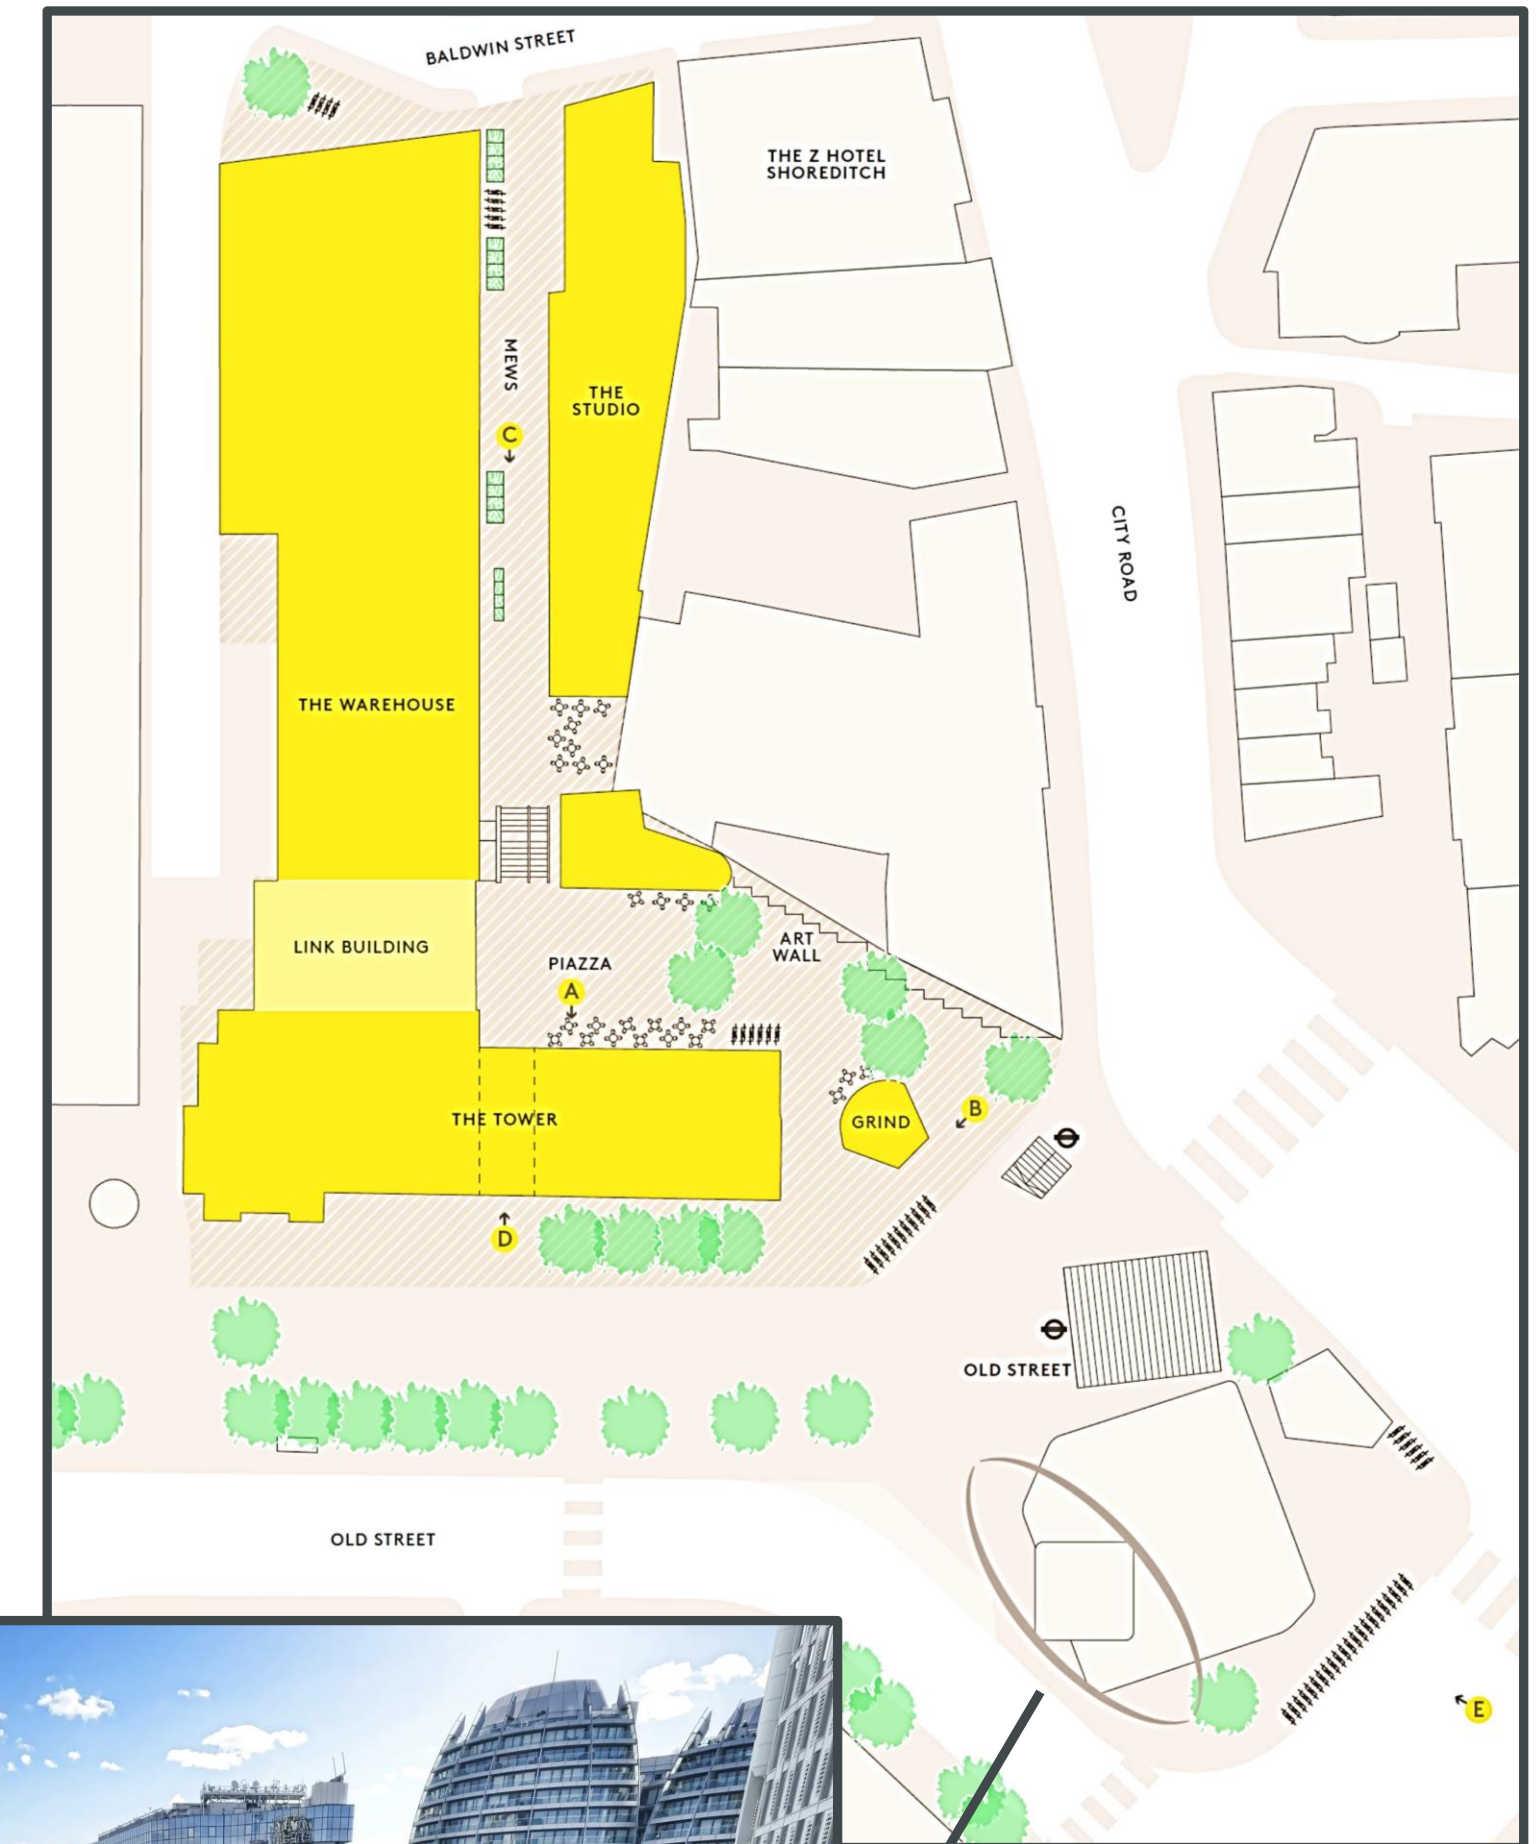 BALDWIN STREET
THE Z HOTEL
SHOREDITCH
MEWS
THE
STUDIO
C
CITY ROAD
THE WAREHOUSE
LINK BUILDING
ART
WALL
PIAZZA
A
B
THE TOWER
GRIND
D
OLD STREET
OLD STREET
E